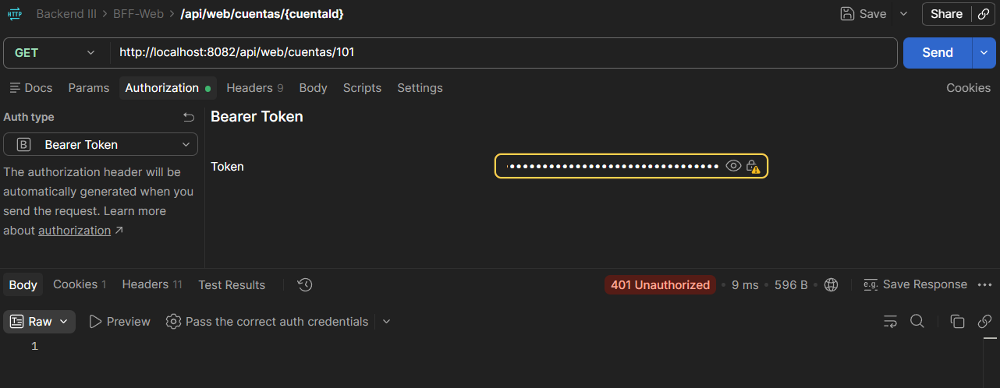 HTTP Backend III > BFF-Web > /api/web/cuentas/{cuentaId} Save Share
GET http://localhost:8082/api/web/cuentas/101 Send
Docs Params Authorization Headers 9 Body Scripts Settings Cookies
Auth type
Bearer Token
B Bearer Token
The authorization header will be
automatically generated when you
send the request. Learn more
about authorization ↗
Token ••••••••••••••••••••••••••••••••
Body Cookies 1 Headers 11 Test Results 401 Unauthorized • 9 ms • 596 B • e.g. Save Response
Raw Preview Pass the correct auth credentials
1